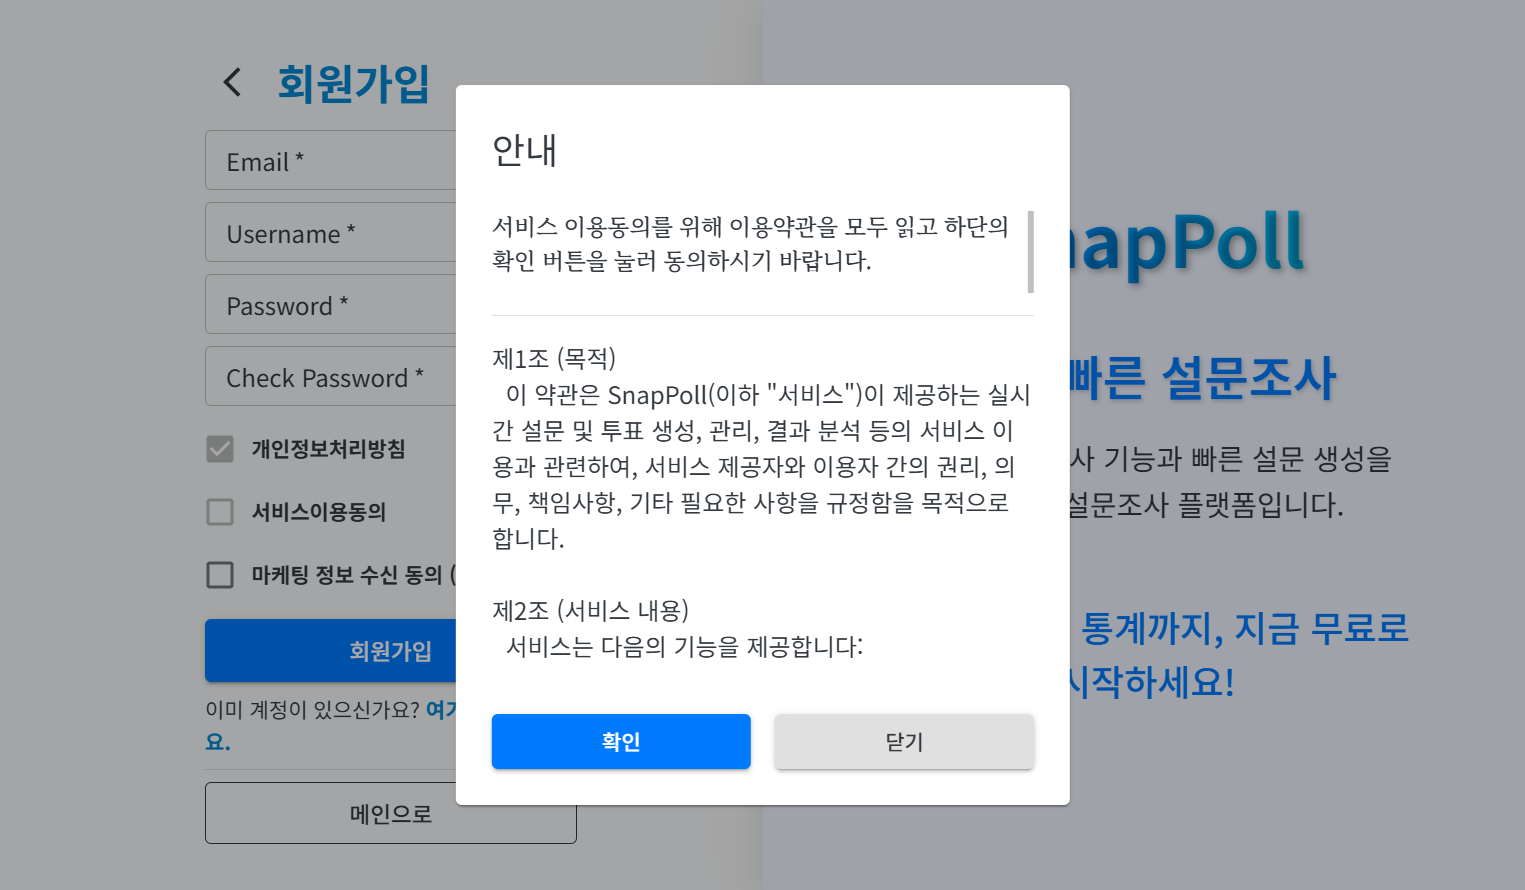 회원가입
Email *
Username *
Password *
Check Password *
개인정보처리방침
서비스이용동의
마케팅 정보 수신 동의 (
회원가입
이미 계정이 있으신가요?
요.
메인으로
안내
서비스 이용동의를 위해 이용약관을 모두 읽고 하단의
확인 버튼을 눌러 동의하시기 바랍니다.
제1조 (목적)
이 약관은 SnapPoll(이하 "서비스")이 제공하는 실시
간 설문 및 투표 생성, 관리, 결과 분석 등의 서비스 이
용과 관련하여, 서비스 제공자와 이용자 간의 권리, 의
무, 책임사항, 기타 필요한 사항을 규정함을 목적으로
합니다.
제2조 (서비스 내용)
서비스는 다음의 기능을 제공합니다:
확인
닫기
napPoll
빠른 설문조사
사 기능과 빠른 설문 생성을
설문조사 플랫폼입니다.
통계까지, 지금 무료로
시작하세요!